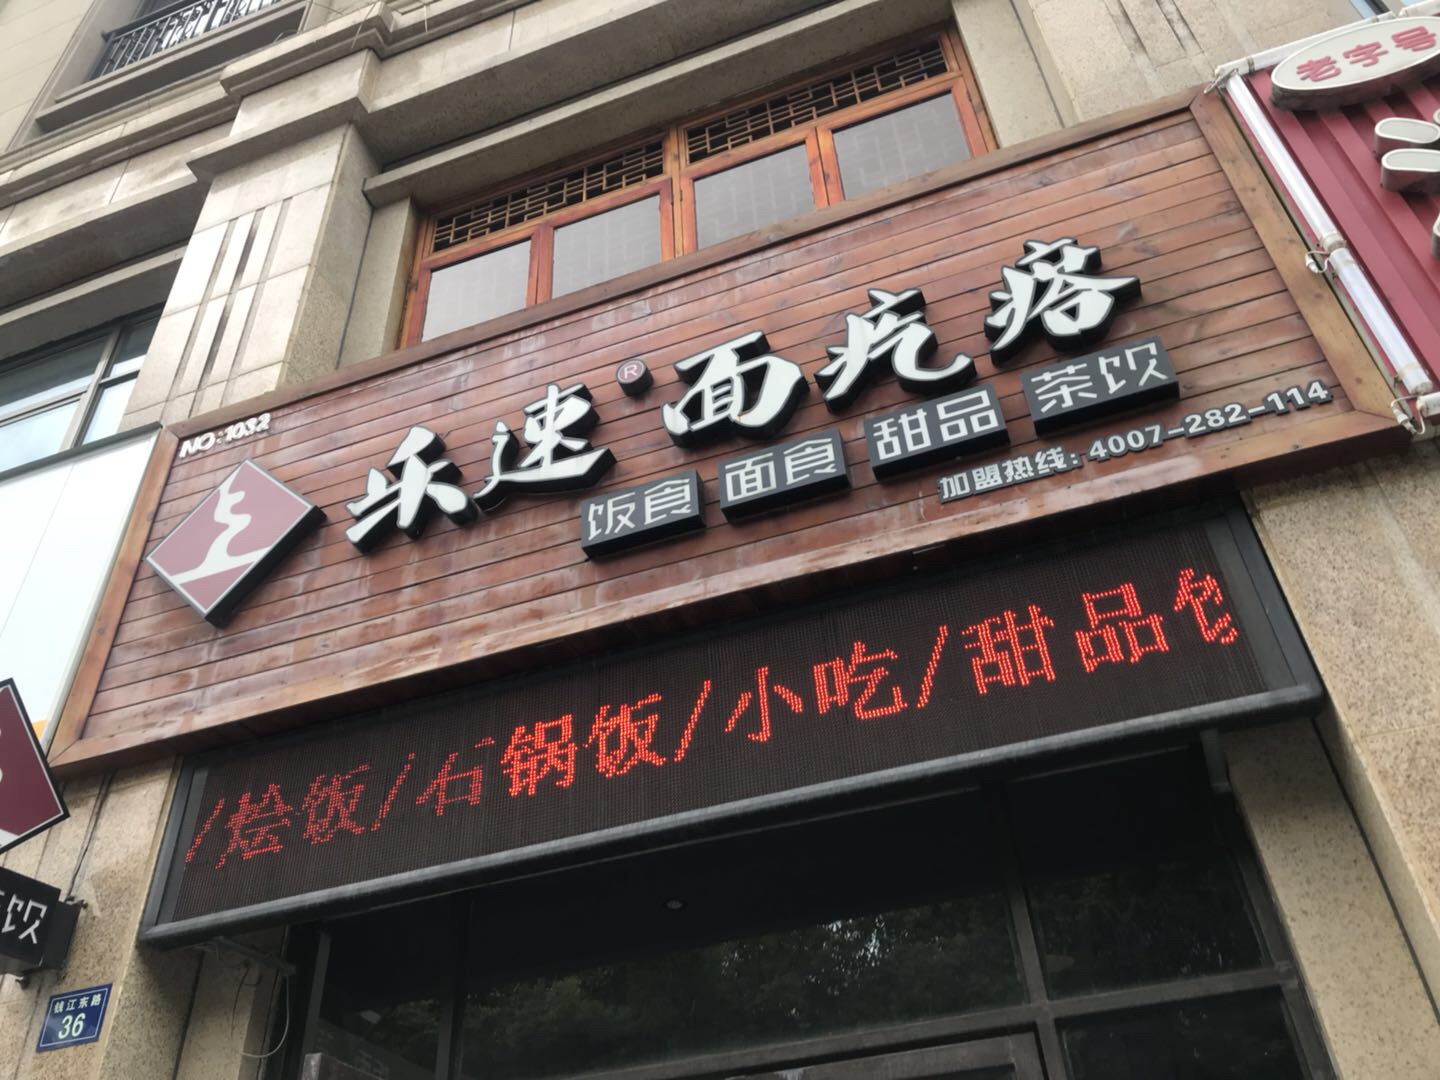 老字号
NO:1032
乐速®面疙瘩
饭食 面食 甜品 茶饮
加盟热线：4007-282-114
/烩饭/石锅饭/小吃/甜品
饮
钱江东路
36